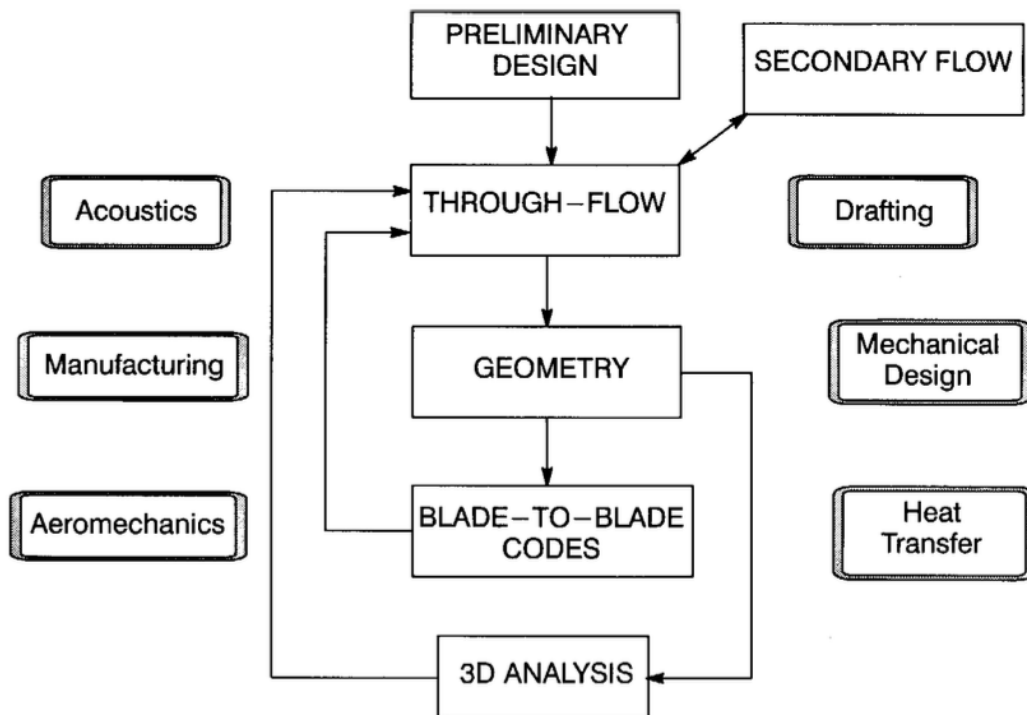 PRELIMINARY
DESIGN
SECONDARY FLOW
Acoustics
THROUGH–FLOW
Drafting
Manufacturing
GEOMETRY
Mechanical
Design
Aeromechanics
BLADE–TO–BLADE
CODES
Heat
Transfer
3D ANALYSIS